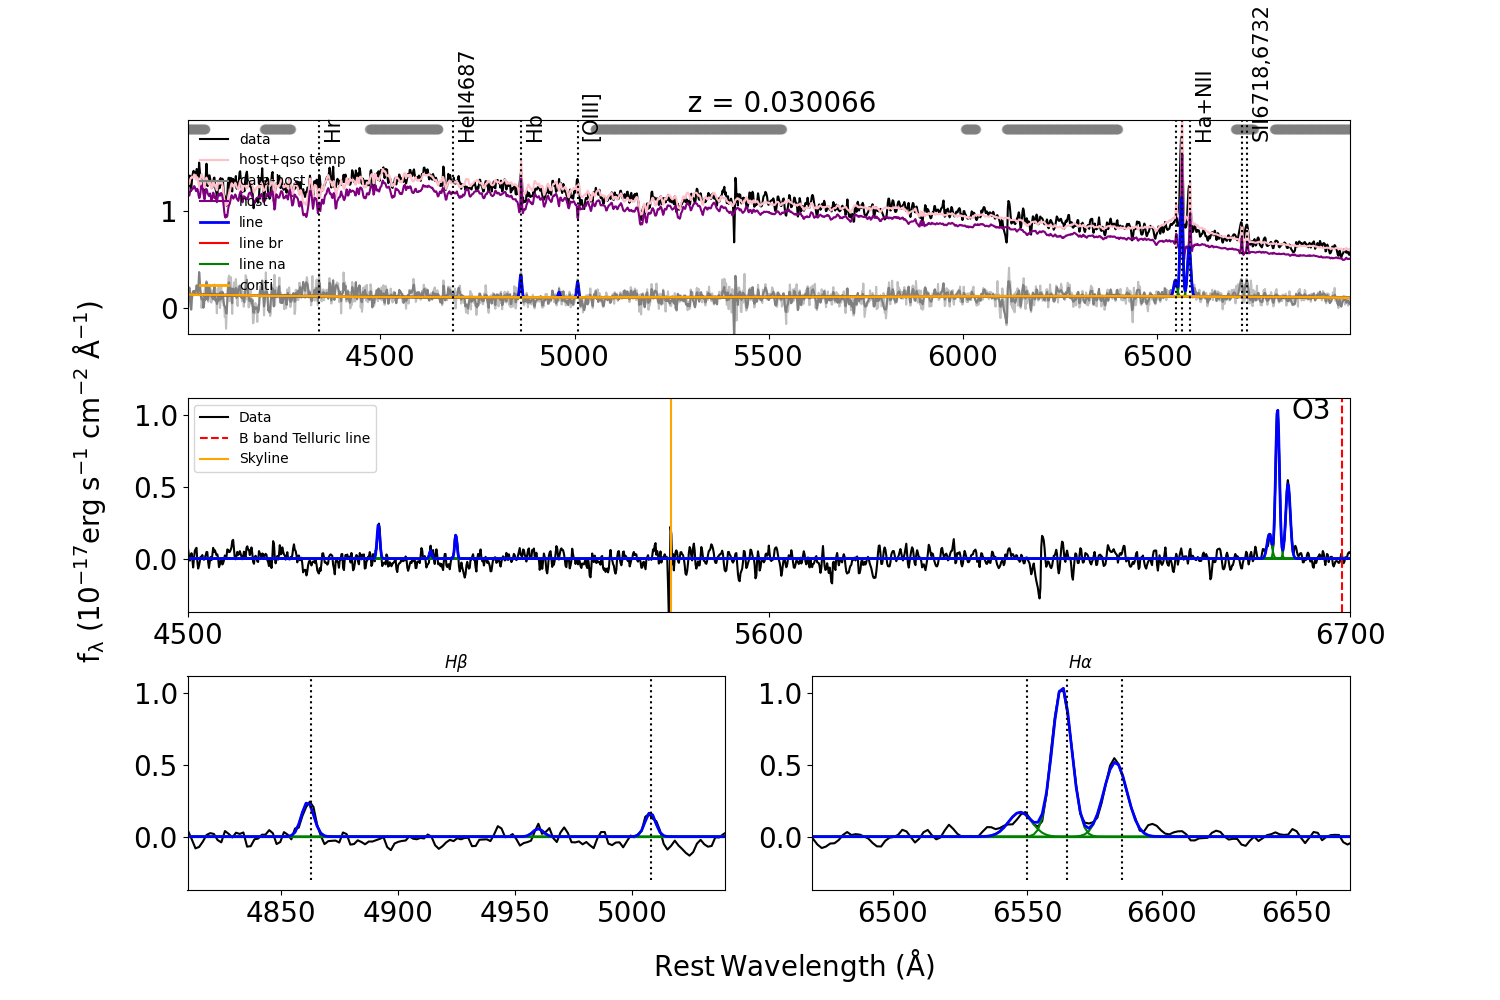 z = 0.030066
Hr
HeII4687
Hb
[OIII]
Ha+NII
SII6718,6732
data
host+qso temp
data-host
host
line
line br
line na
conti
1
0
4500 5000 5500 6000 6500
fλ (10−17erg s−1 cm−2 Å−1)
Data
B band Telluric line
Skyline
O3
1.0
0.5
0.0
4500 5600 6700
Hβ
1.0
0.5
0.0
4850 4900 4950 5000
Hα
1.0
0.5
0.0
6500 6550 6600 6650
Rest Wavelength (Å)